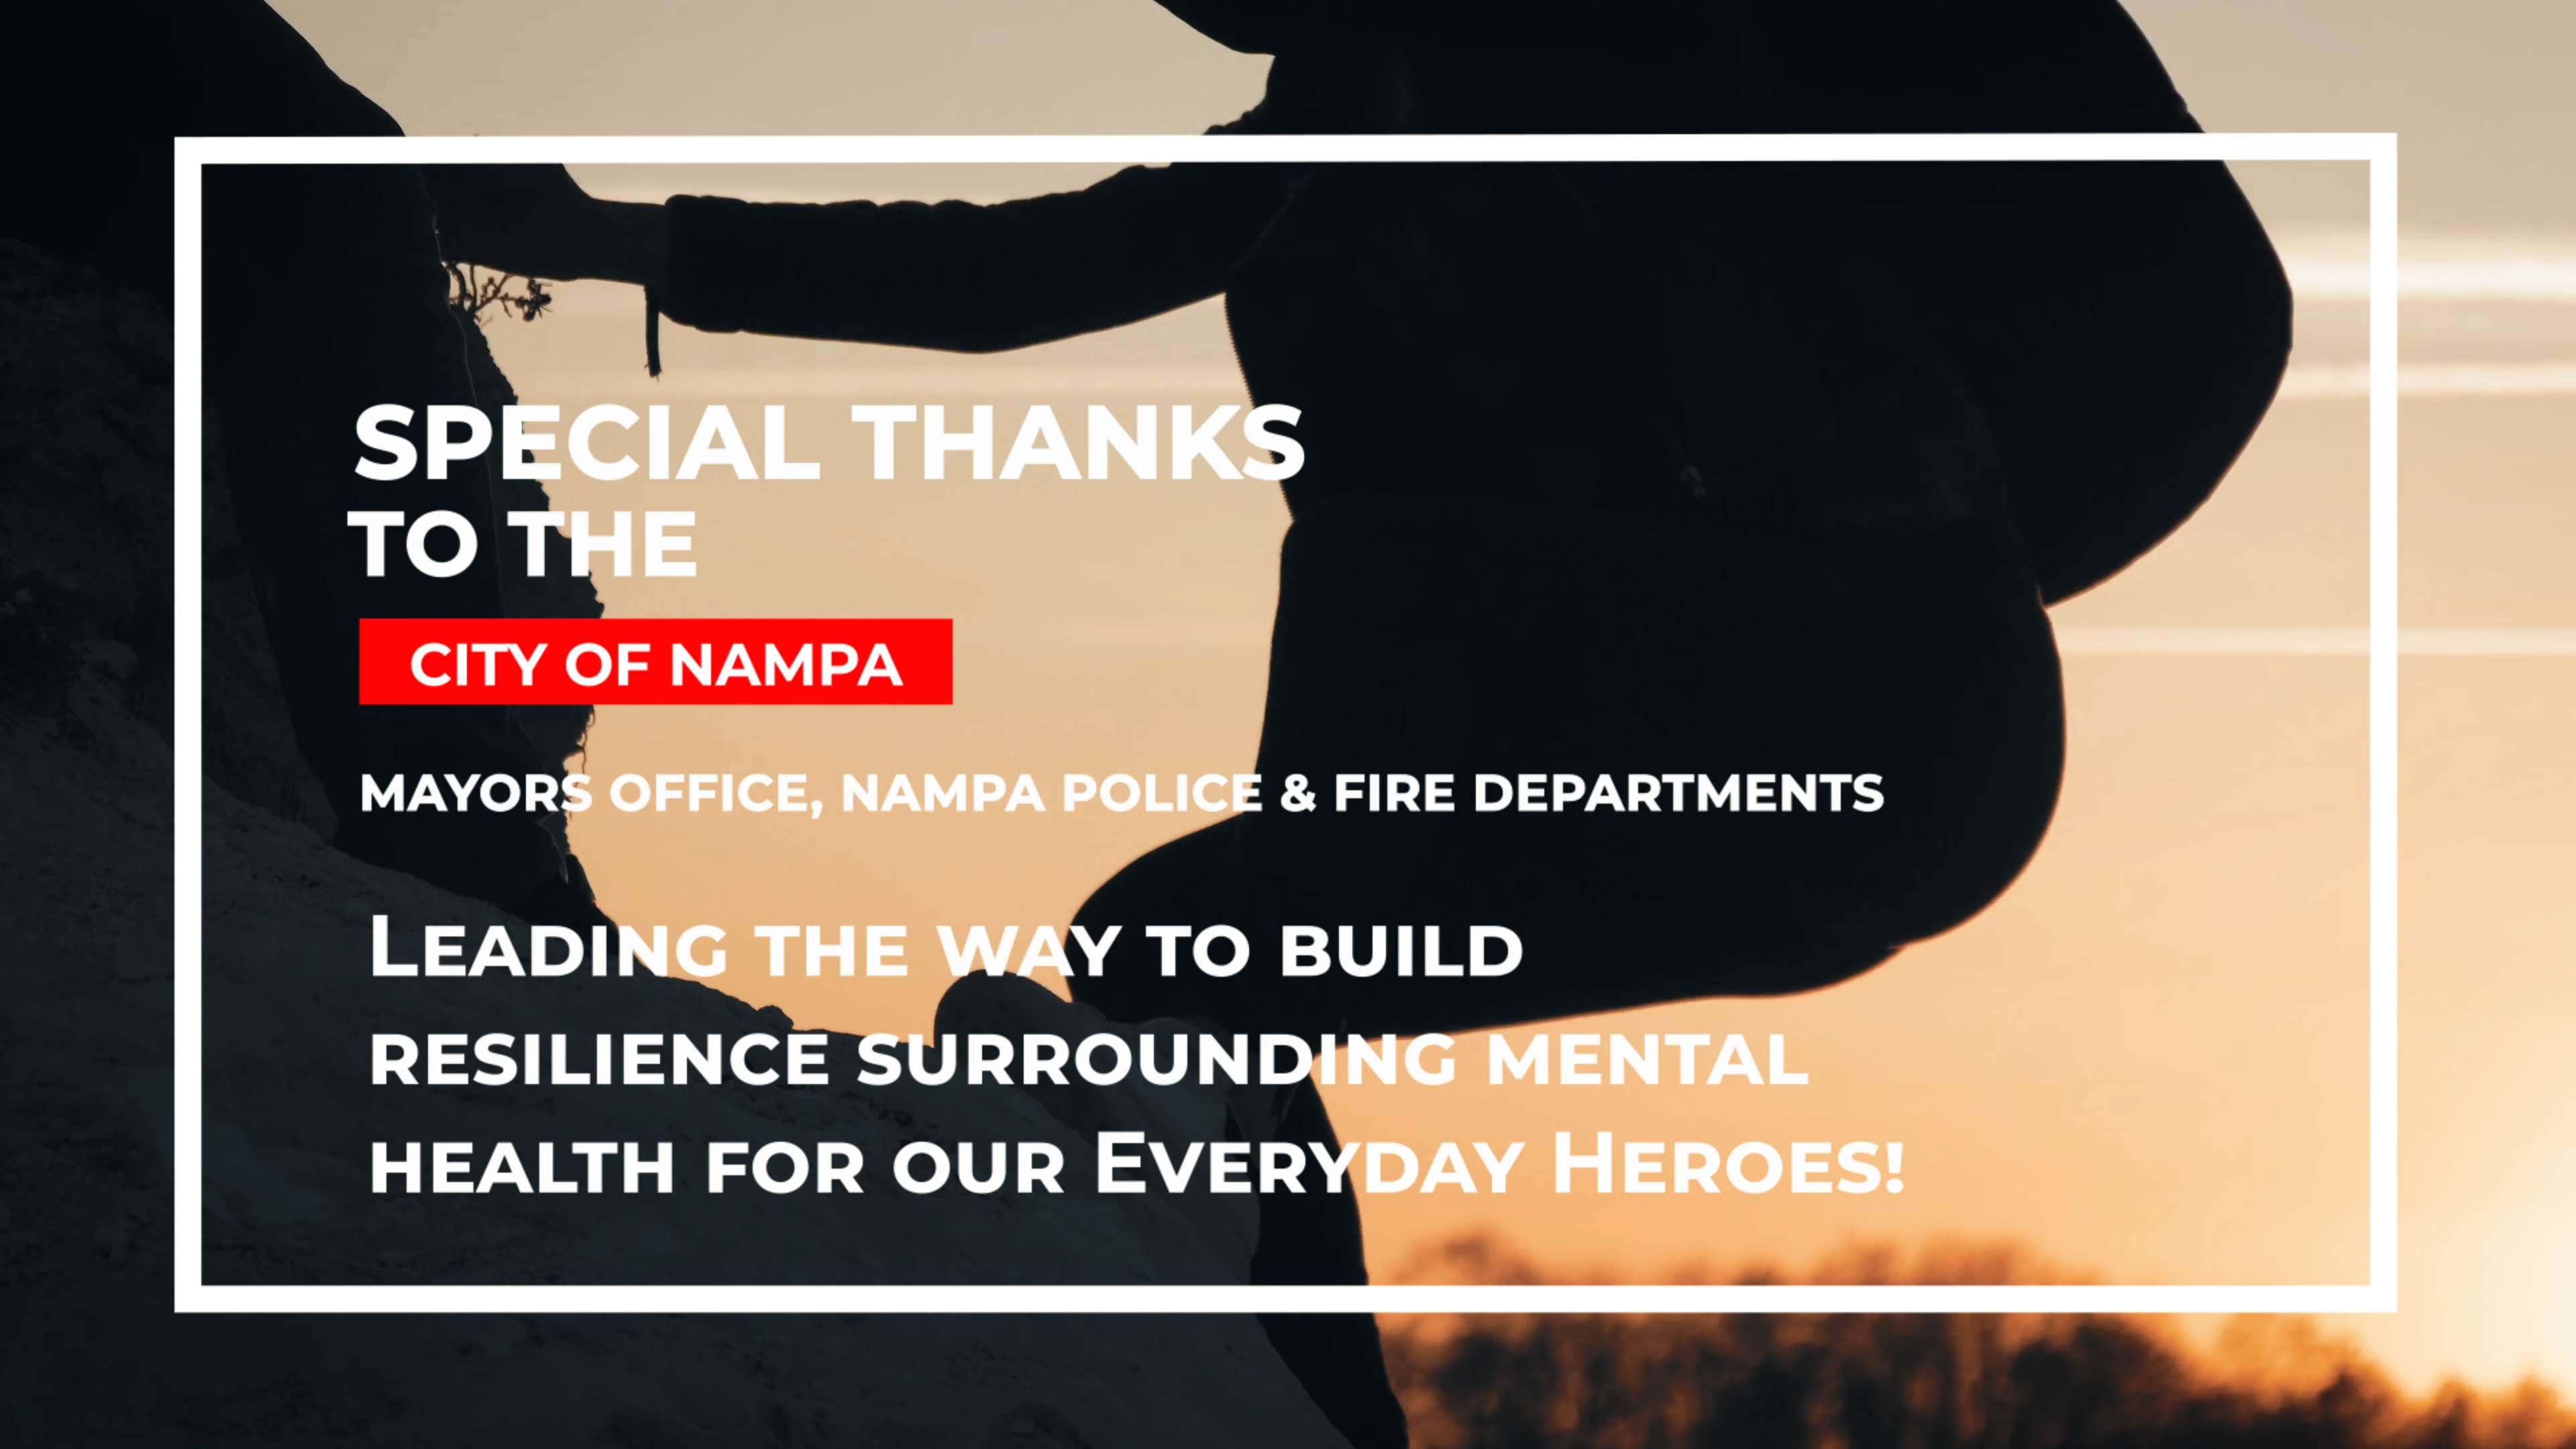 SPECIAL THANKS
TO THE
CITY OF NAMPA
MAYORS OFFICE, NAMPA POLICE & FIRE DEPARTMENTS
LEADING THE WAY TO BUILD
RESILIENCE SURROUNDING MENTAL
HEALTH FOR OUR EVERYDAY HEROES!